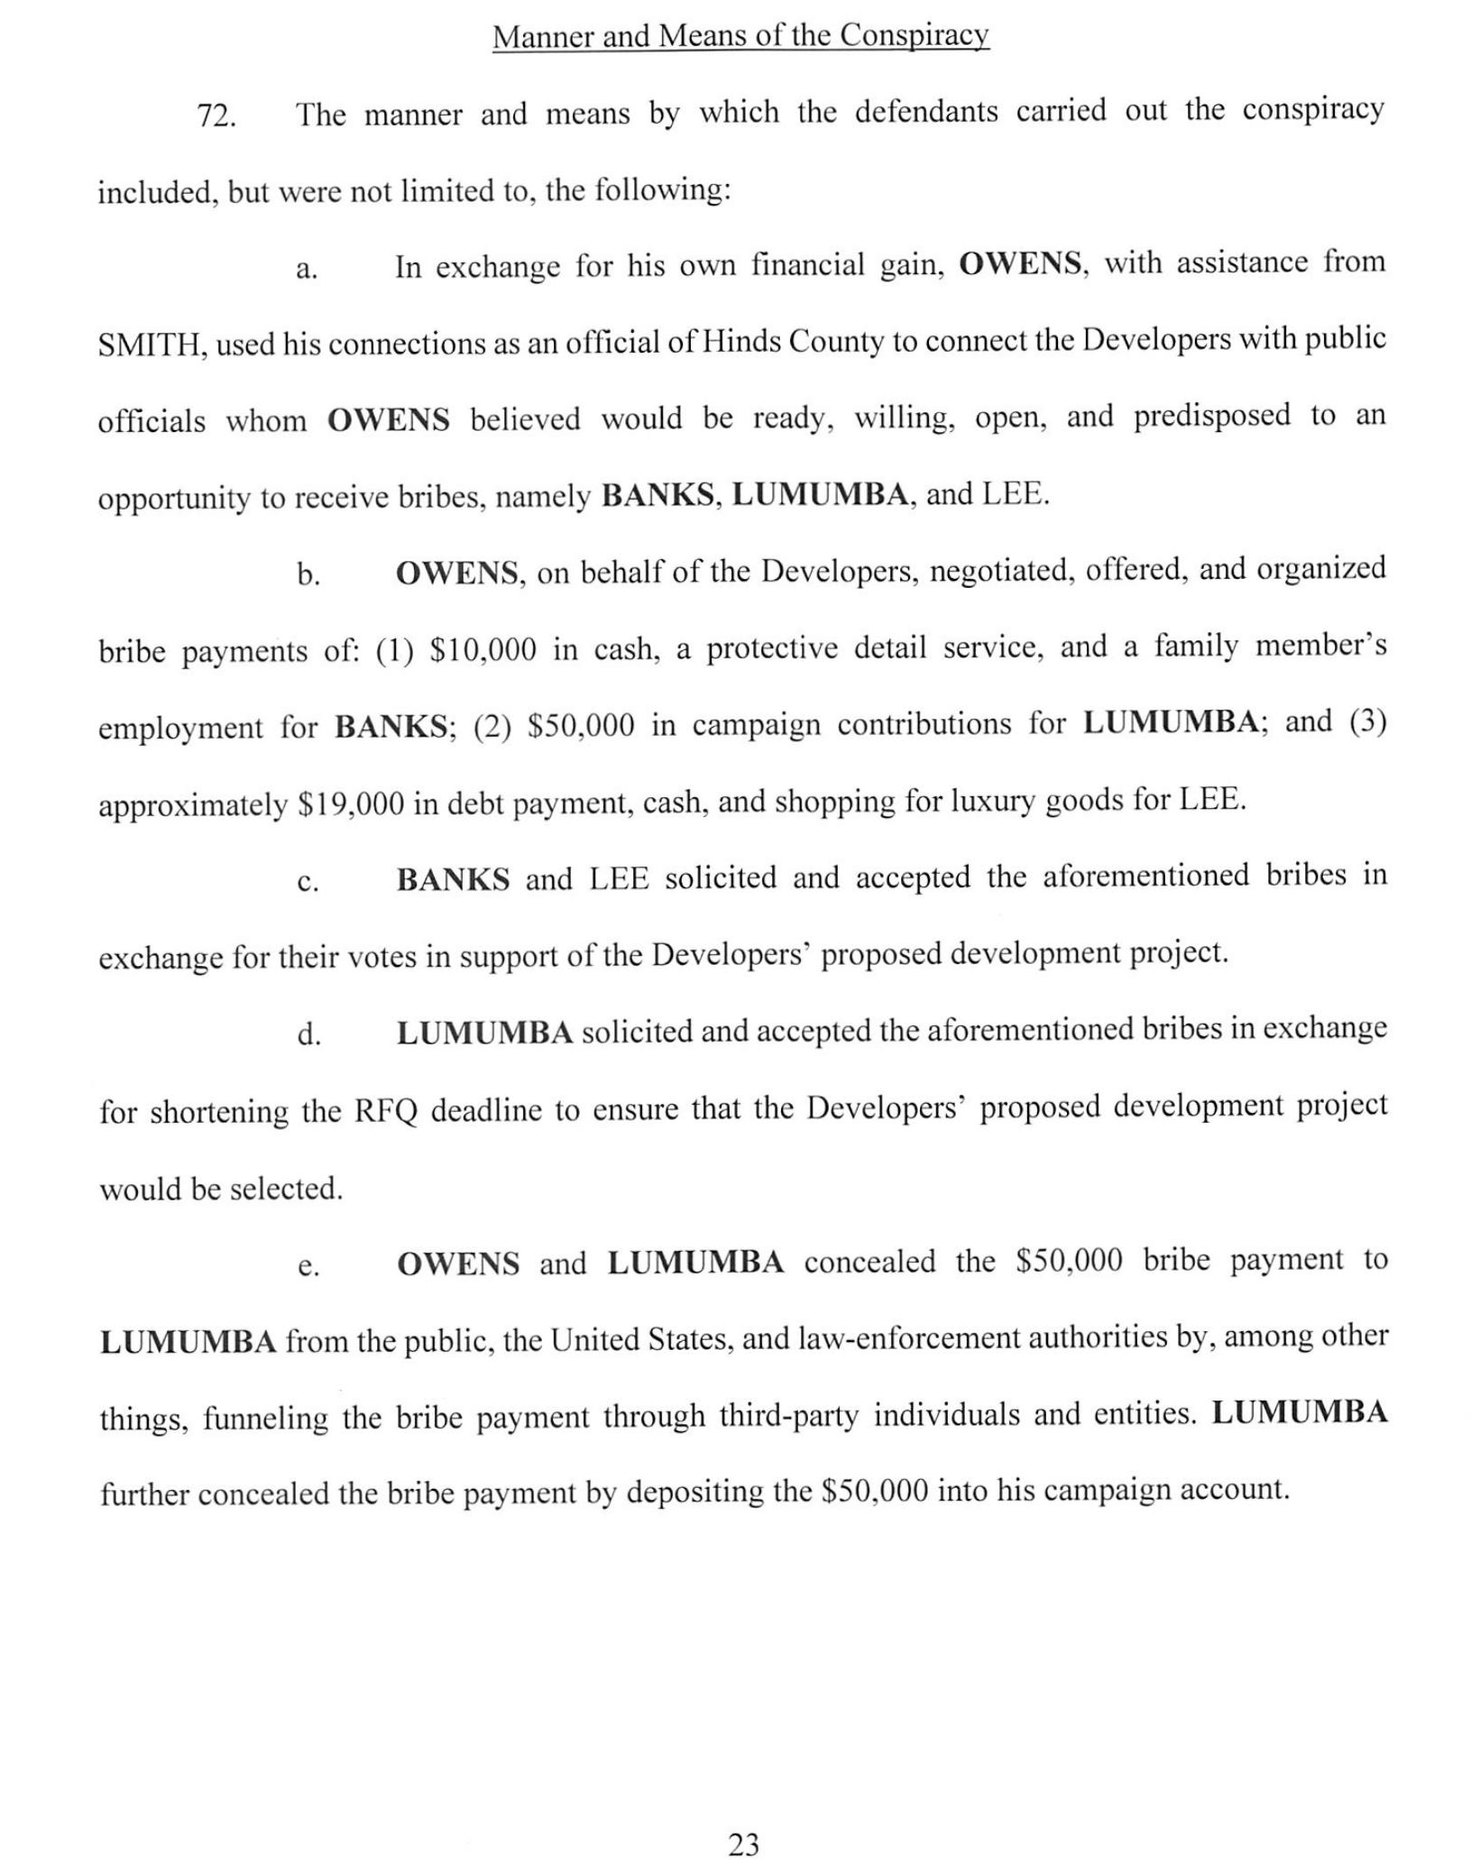 Manner and Means of the Conspiracy
72. The manner and means by which the defendants carried out the conspiracy
included, but were not limited to, the following:
a. In exchange for his own financial gain, OWENS, with assistance from
SMITH, used his connections as an official of Hinds County to connect the Developers with public
officials whom OWENS believed would be ready, willing, open, and predisposed to an
opportunity to receive bribes, namely BANKS, LUMUMBA, and LEE.
b. OWENS, on behalf of the Developers, negotiated, offered, and organized
bribe payments of: (1) $10,000 in cash, a protective detail service, and a family member's
employment for BANKS; (2) $50,000 in campaign contributions for LUMUMBA; and (3)
approximately $19,000 in debt payment, cash, and shopping for luxury goods for LEE.
c. BANKS and LEE solicited and accepted the aforementioned bribes in
exchange for their votes in support of the Developers' proposed development project.
d. LUMUMBA solicited and accepted the aforementioned bribes in exchange
for shortening the RFQ deadline to ensure that the Developers' proposed development project
would be selected.
e. OWENS and LUMUMBA concealed the $50,000 bribe payment to
LUMUMBA from the public, the United States, and law-enforcement authorities by, among other
things, funneling the bribe payment through third-party individuals and entities. LUMUMBA
further concealed the bribe payment by depositing the $50,000 into his campaign account.
23